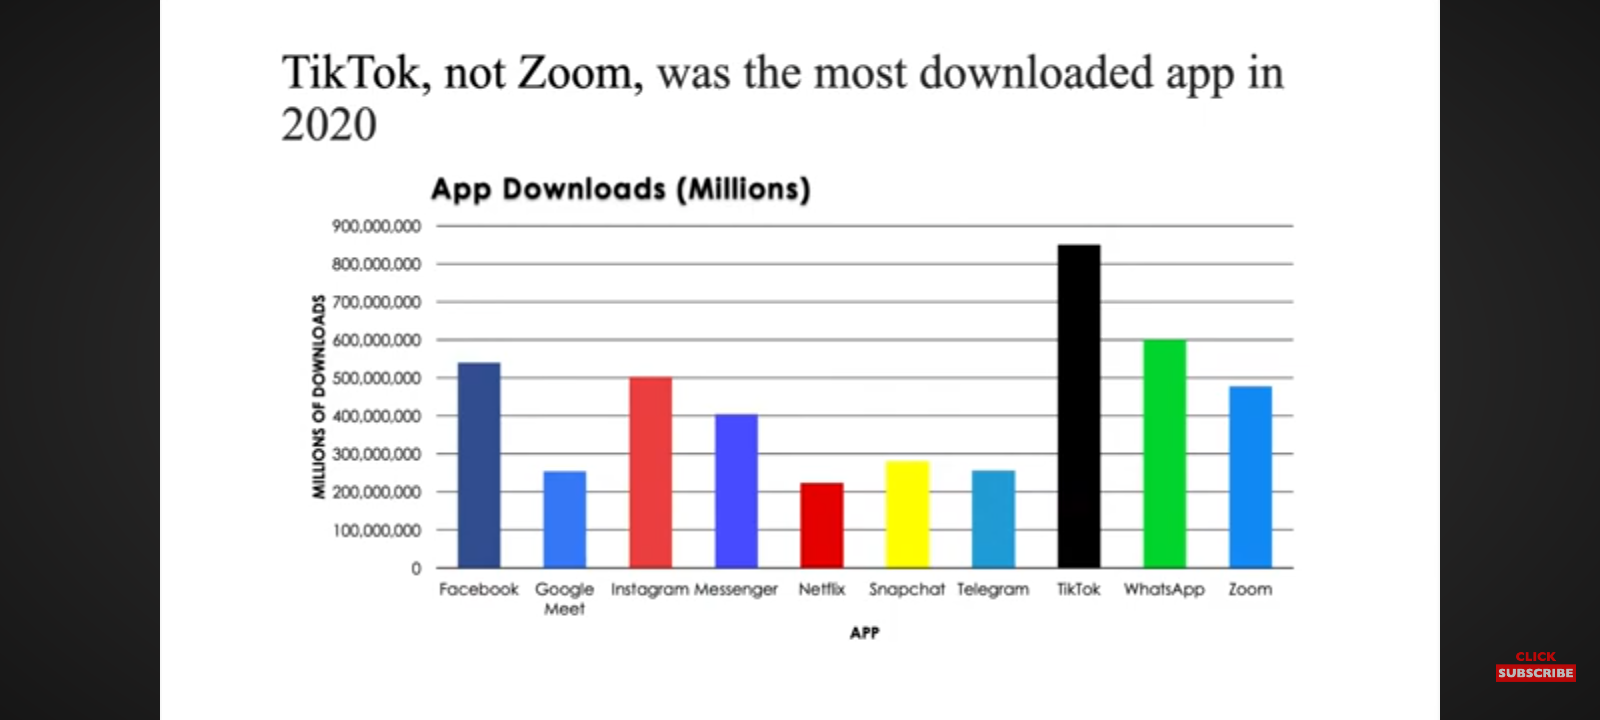 TikTok, not Zoom, was the most downloaded app in
2020
App Downloads (Millions)
MILLIONS OF DOWNLOADS
900,000,000
800,000,000
700,000,000
600,000,000
500,000,000
400,000,000
300,000,000
200,000,000
100,000,000
0
Facebook Google Instagram Messenger Netflix Snapchat Telegram TikTok WhatsApp Zoom
Meet
APP
CLICK
SUBSCRIBE